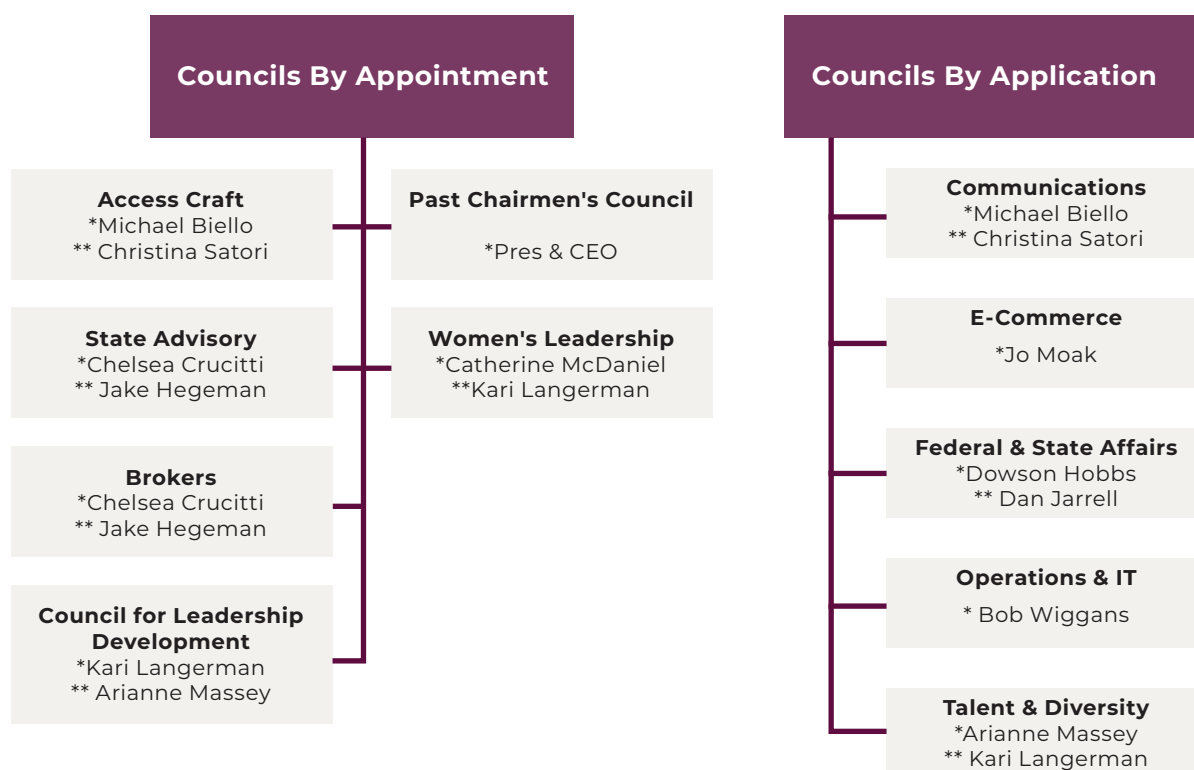 Councils By Appointment
Access Craft
*Michael Biello
** Christina Satori
Past Chairmen's Council
*Pres & CEO
State Advisory
*Chelsea Crucitti
** Jake Hegeman
Women's Leadership
*Catherine McDaniel
**Kari Langerman
Brokers
*Chelsea Crucitti
** Jake Hegeman
Council for Leadership
Development
*Kari Langerman
** Arianne Massey
Councils By Application
Communications
*Michael Biello
** Christina Satori
E-Commerce
*Jo Moak
Federal & State Affairs
*Dowson Hobbs
** Dan Jarrell
Operations & IT
* Bob Wiggans
Talent & Diversity
*Arianne Massey
** Kari Langerman